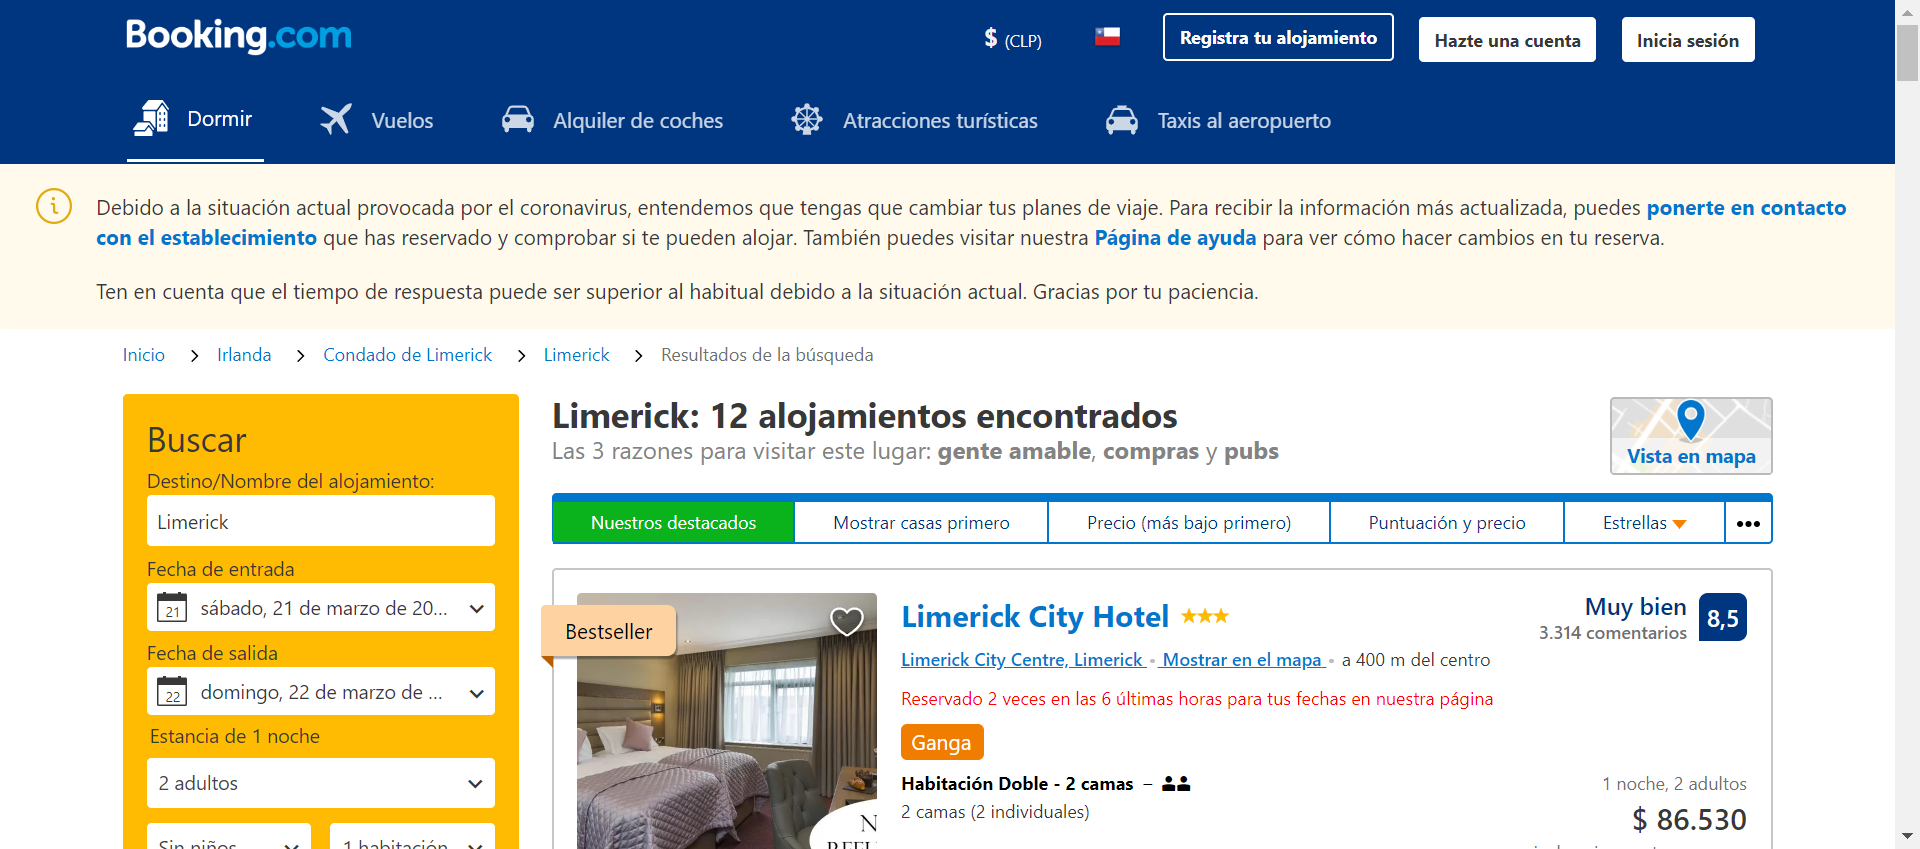 Booking.com
$ (CLP)
Registra tu alojamiento
Hazte una cuenta
Inicia sesión
Dormir
Vuelos
Alquiler de coches
Atracciones turísticas
Taxis al aeropuerto
Debido a la situación actual provocada por el coronavirus, entendemos que tengas que cambiar tus planes de viaje. Para recibir la información más actualizada, puedes ponerte en contacto
con el establecimiento que has reservado y comprobar si te pueden alojar. También puedes visitar nuestra Página de ayuda para ver cómo hacer cambios en tu reserva.
Ten en cuenta que el tiempo de respuesta puede ser superior al habitual debido a la situación actual. Gracias por tu paciencia.
Inicio > Irlanda > Condado de Limerick > Limerick > Resultados de la búsqueda
Buscar
Destino/Nombre del alojamiento:
Limerick
Fecha de entrada
21 sábado, 21 de marzo de 20...
Fecha de salida
22 domingo, 22 de marzo de ...
Estancia de 1 noche
2 adultos
Sin niños
1 habitación
Limerick: 12 alojamientos encontrados
Las 3 razones para visitar este lugar: gente amable, compras y pubs
Vista en mapa
Nuestros destacados
Mostrar casas primero
Precio (más bajo primero)
Puntuación y precio
Estrellas
•••
Bestseller
Limerick City Hotel
Muy bien
3.314 comentarios
8,5
Limerick City Centre, Limerick • Mostrar en el mapa • a 400 m del centro
Reservado 2 veces en las 6 últimas horas para tus fechas en nuestra página
Ganga
Habitación Doble - 2 camas –
2 camas (2 individuales)
1 noche, 2 adultos
$ 86.530